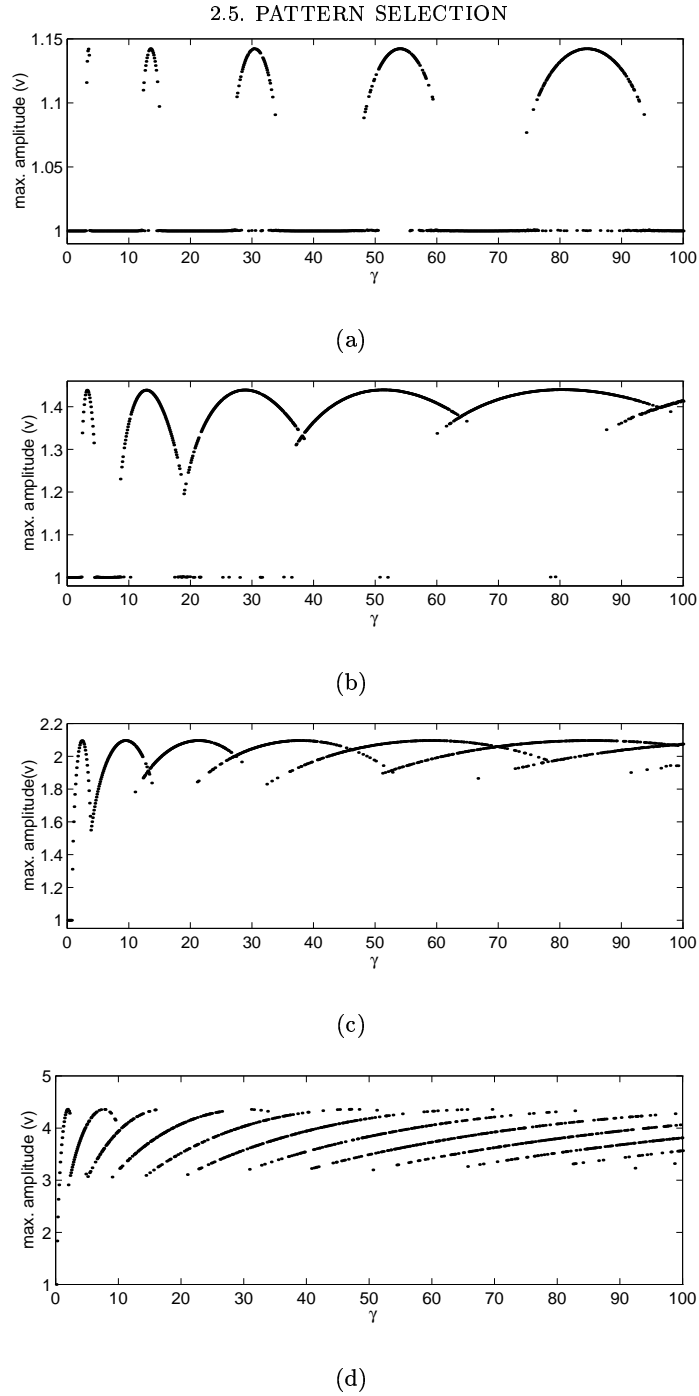 2.5. PATTERN SELECTION
1.15
1.1
1.05
1
max. amplitude (v)
0 10 20 30 40 50 60 70 80 90 100
γ
(a)
1.4
1.3
1.2
1.1
1
max. amplitude (v)
0 10 20 30 40 50 60 70 80 90 100
γ
(b)
2.2
2
1.8
1.6
1.4
1.2
1
max. amplitude(v)
0 10 20 30 40 50 60 70 80 90 100
γ
(c)
5
4
3
2
1
max. amplitude (v)
0 10 20 30 40 50 60 70 80 90 100
γ
(d)